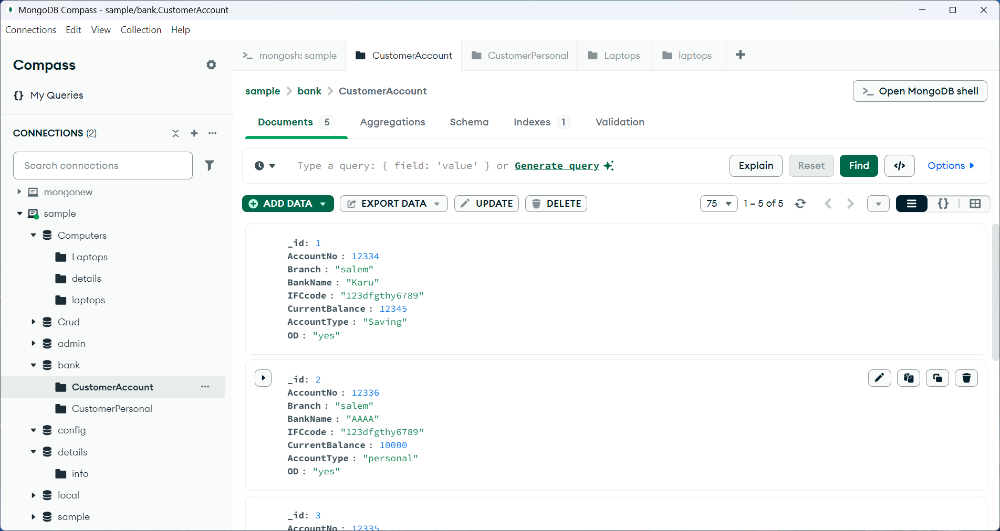 MongoDB Compass - sample/bank.CustomerAccount
Connections Edit View Collection Help
Compass
My Queries
CONNECTIONS (2)
Search connections
mongonew
sample
Computers
Laptops
details
laptops
Crud
admin
bank
CustomerAccount
CustomerPersonal
config
details
info
local
sample
mongosh: sample CustomerAccount CustomerPersonal Laptops laptops
sample bank CustomerAccount
Open MongoDB shell
Documents 5 Aggregations Schema Indexes 1 Validation
Type a query: { field: 'value' } or Generate query
Explain Reset Find </> Options
ADD DATA EXPORT DATA UPDATE DELETE
75 1 – 5 of 5 {}
_id: 1
AccountNo : 12334
Branch : "salem"
BankName : "Karu"
IFCcode : "123dfgthy6789"
CurrentBalance : 12345
AccountType : "Saving"
OD : "yes"
_id: 2
AccountNo : 12336
Branch : "salem"
BankName : "AAAA"
IFCcode : "123dfgthy6789"
CurrentBalance : 10000
AccountType : "personal"
OD : "yes"
_id: 3
AccountNo : 12335